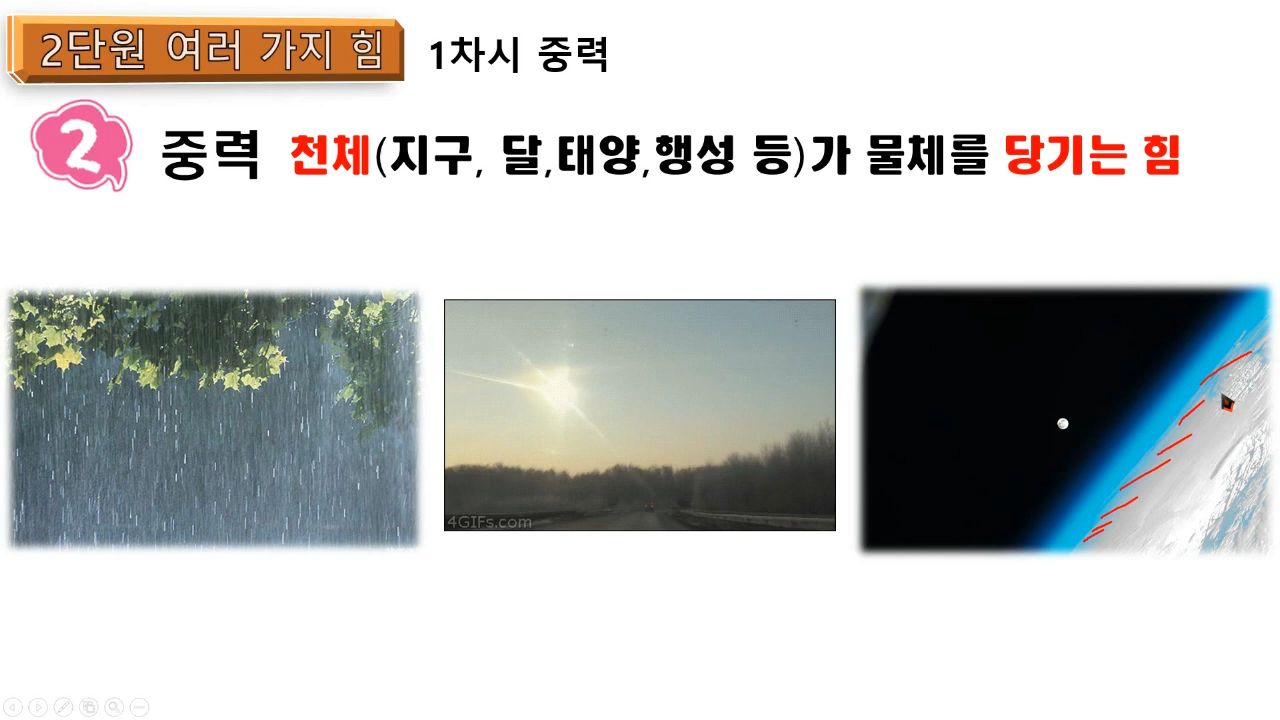 2단원 여러 가지 힘 1차시 중력
2 중력 천체(지구, 달,태양,행성 등)가 물체를 당기는 힘
4GIFs.com